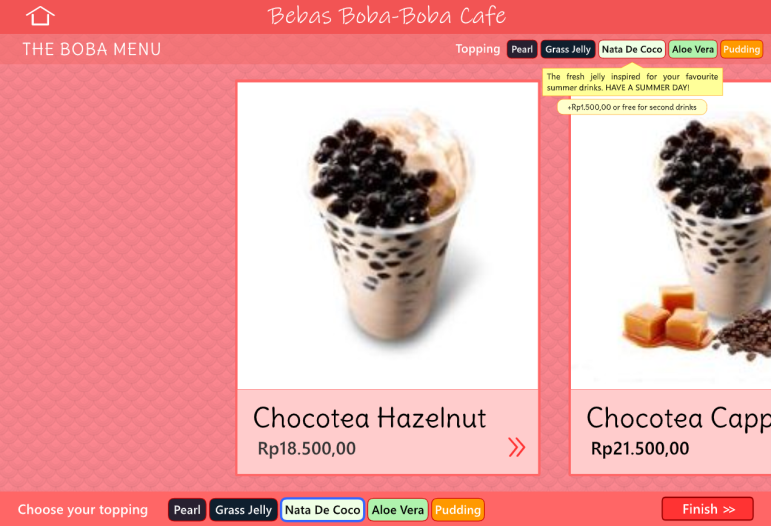 Bebas Boba-Boba Cafe
THE BOBA MENU
Topping Pearl Grass Jelly Nata De Coco Aloe Vera Pudding
The fresh jelly inspired for your favourite
summer drinks. HAVE A SUMMER DAY!
+Rp1.500,00 or free for second drinks
Chocotea Hazelnut
Rp18.500,00
Chocotea Capp
Rp21.500,00
Choose your topping Pearl Grass Jelly Nata De Coco Aloe Vera Pudding
Finish >>